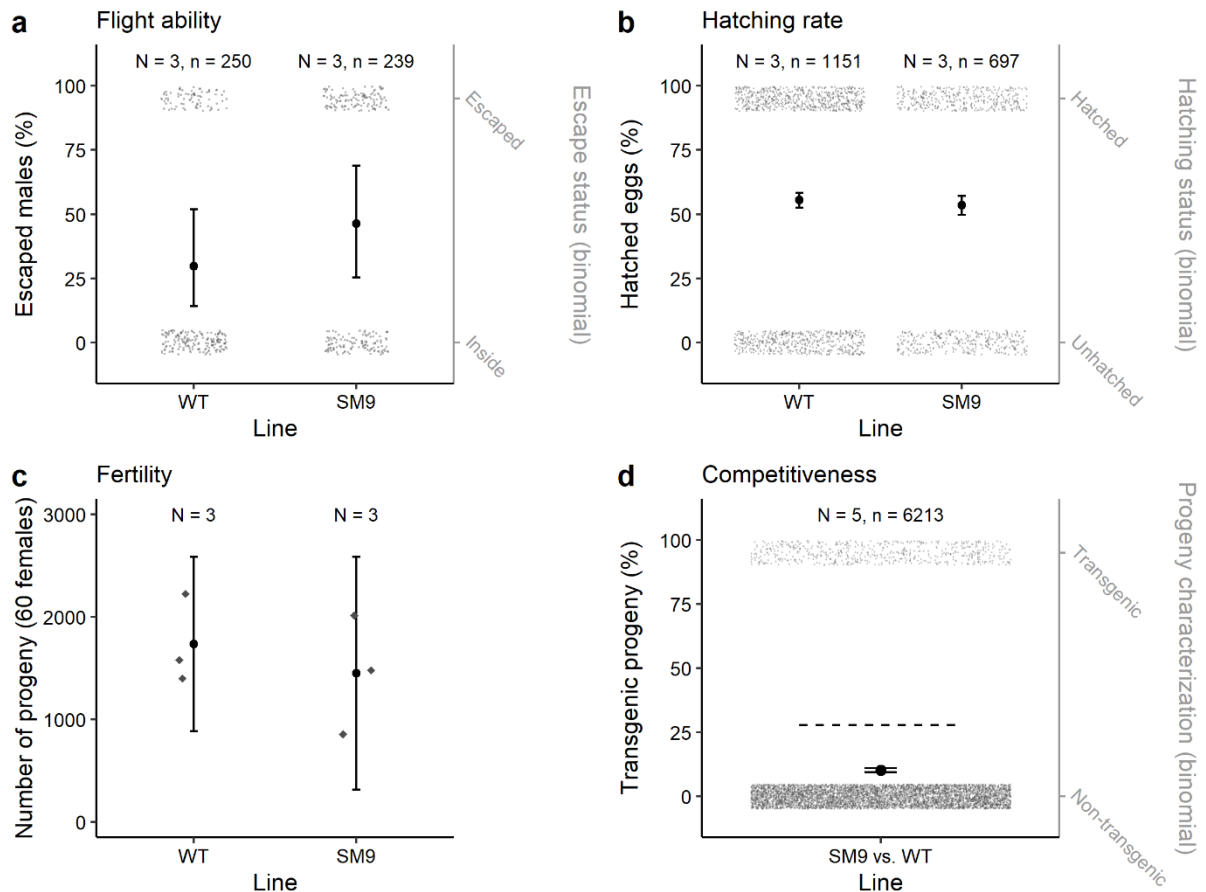 a Flight ability
N = 3, n = 250 N = 3, n = 239
Escaped males (%)
100
75
50
25
0
WT SM9
Line
Escaped
Inside
Escape status (binomial)
b Hatching rate
N = 3, n = 1151 N = 3, n = 697
Hatched eggs (%)
100
75
50
25
0
WT SM9
Line
Hatched
Unhatched
Hatching status (binomial)
c Fertility
N = 3 N = 3
Number of progeny (60 females)
3000
2000
1000
0
WT SM9
Line
d Competitiveness
N = 5, n = 6213
Transgenic progeny (%)
100
75
50
25
0
SM9 vs. WT
Line
Transgenic
Non-transgenic
Progeny characterization (binomial)